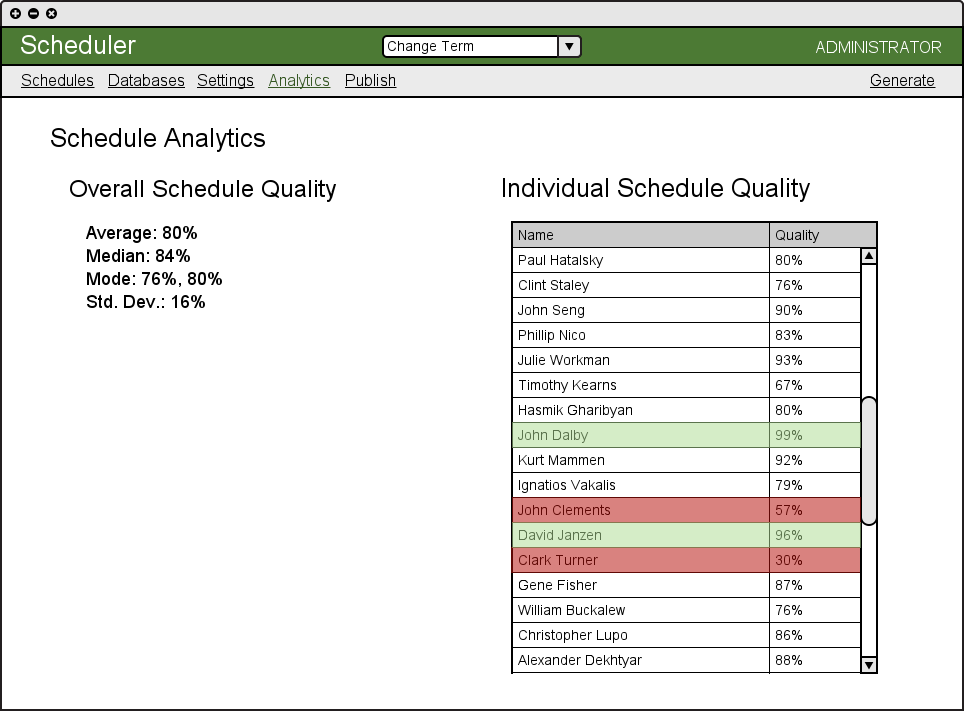 Scheduler
Change Term
ADMINISTRATOR
Schedules Databases Settings Analytics Publish Generate
Schedule Analytics
Overall Schedule Quality
Average: 80%
Median: 84%
Mode: 76%, 80%
Std. Dev.: 16%
Individual Schedule Quality
Name Quality
Paul Hatalsky 80%
Clint Staley 76%
John Seng 90%
Phillip Nico 83%
Julie Workman 93%
Timothy Kearns 67%
Hasmik Gharibyan 80%
John Dalby 99%
Kurt Mammen 92%
Ignatios Vakalis 79%
John Clements 57%
David Janzen 96%
Clark Turner 30%
Gene Fisher 87%
William Buckalew 76%
Christopher Lupo 86%
Alexander Dekhtyar 88%